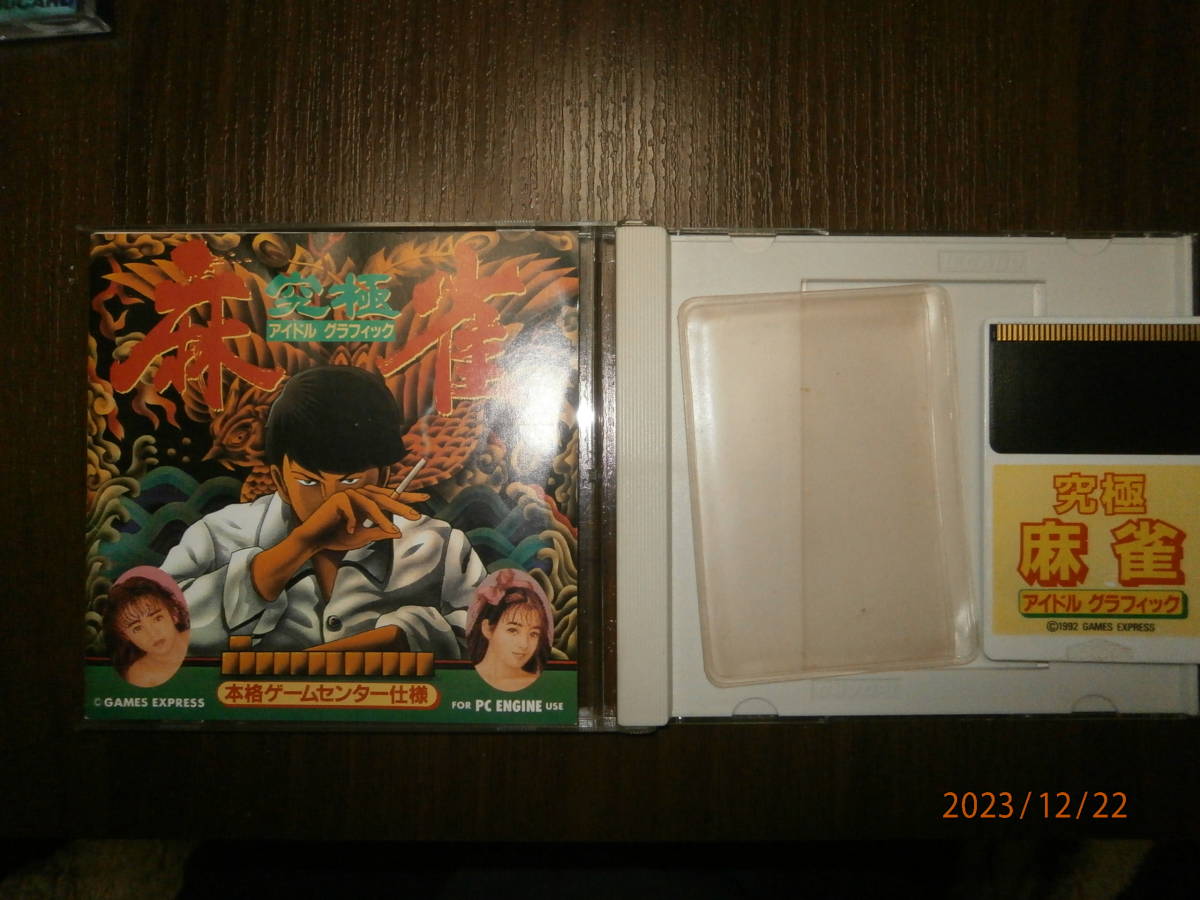 麻雀
究極
アイドル グラフィック
本格ゲームセンター仕様
© GAMES EXPRESS
FOR PC ENGINE USE
究極
麻雀
アイドル グラフィック
©1992 GAMES EXPRESS
2023/12/22